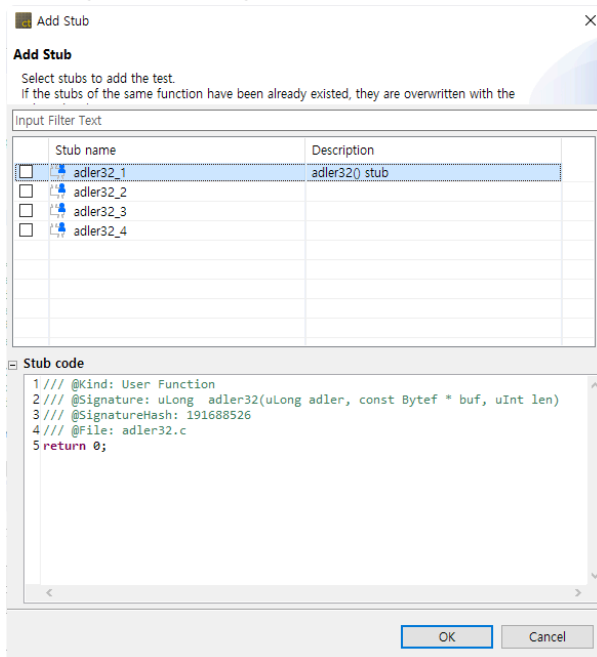 ct Add Stub
Add Stub
Select stubs to add the test.
If the stubs of the same function have been already existed, they are overwritten with the
Input Filter Text
Stub name Description
adler32_1 adler32() stub
adler32_2
adler32_3
adler32_4
Stub code
1 /// @Kind: User Function
2 /// @Signature: uLong  adler32(uLong adler, const Bytef * buf, uInt len)
3 /// @SignatureHash: 191688526
4 /// @File: adler32.c
5 return 0;
OK Cancel